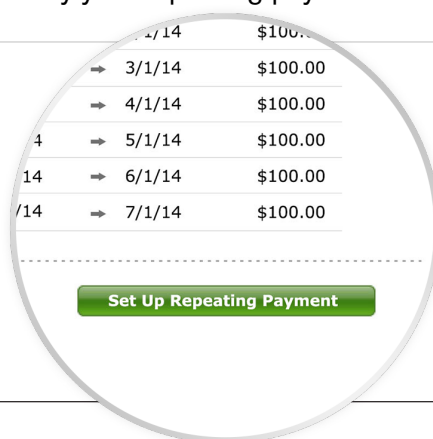 ➡ 3/1/14 $100.00
➡ 4/1/14 $100.00
➡ 5/1/14 $100.00
➡ 6/1/14 $100.00
➡ 7/1/14 $100.00
Set Up Repeating Payment